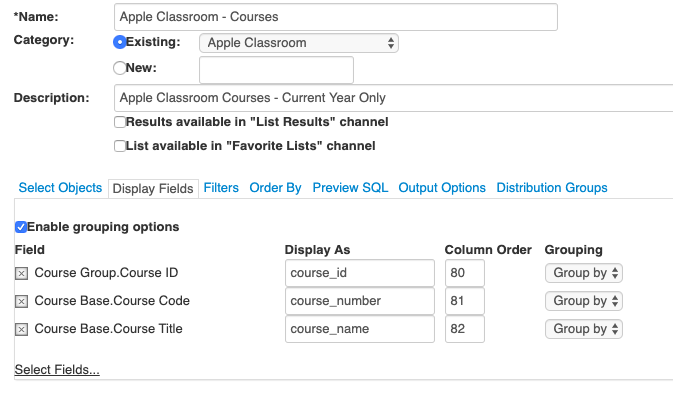 *Name: Apple Classroom - Courses
Category: Existing: Apple Classroom
New:
Description: Apple Classroom Courses - Current Year Only
Results available in "List Results" channel
List available in "Favorite Lists" channel
Select Objects Display Fields Filters Order By Preview SQL Output Options Distribution Groups
Enable grouping options
Field Display As Column Order Grouping
Course Group.Course ID course_id 80 Group by
Course Base.Course Code course_number 81 Group by
Course Base.Course Title course_name 82 Group by
Select Fields...